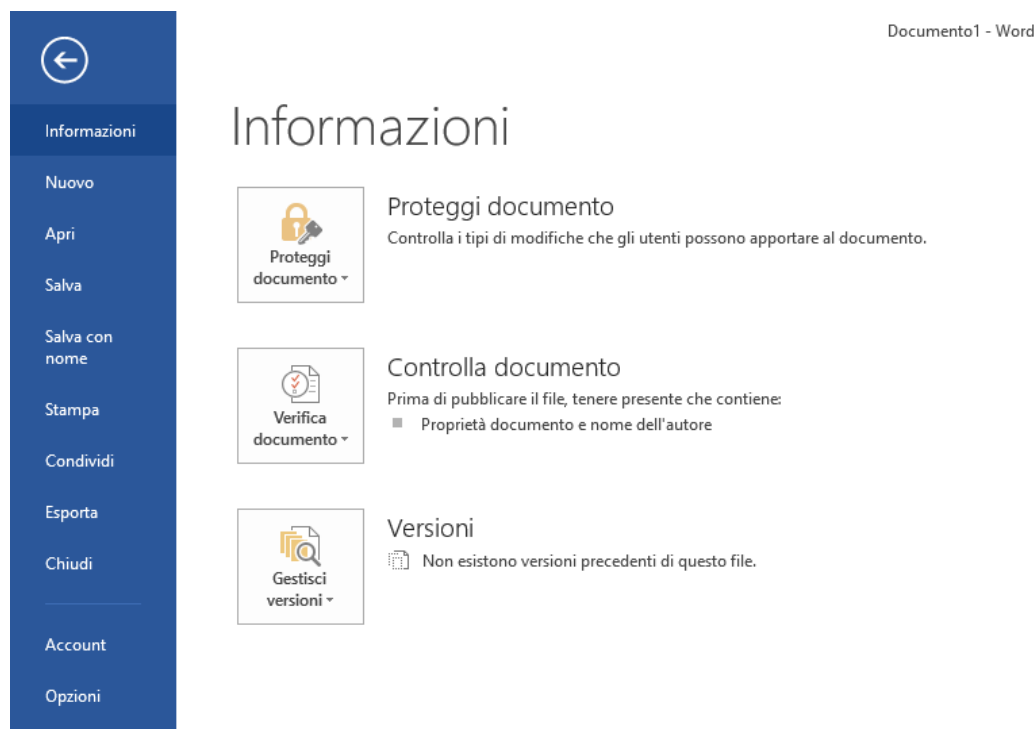 Documento1 - Word
Informazioni
Nuovo
Apri
Salva
Salva con
nome
Stampa
Condividi
Esporta
Chiudi
Account
Opzioni
Informazioni
Proteggi
documento
Proteggi documento
Controlla i tipi di modifiche che gli utenti possono apportare al documento.
Verifica
documento
Controlla documento
Prima di pubblicare il file, tenere presente che contiene:
Proprietà documento e nome dell'autore
Gestisci
versioni
Versioni
Non esistono versioni precedenti di questo file.